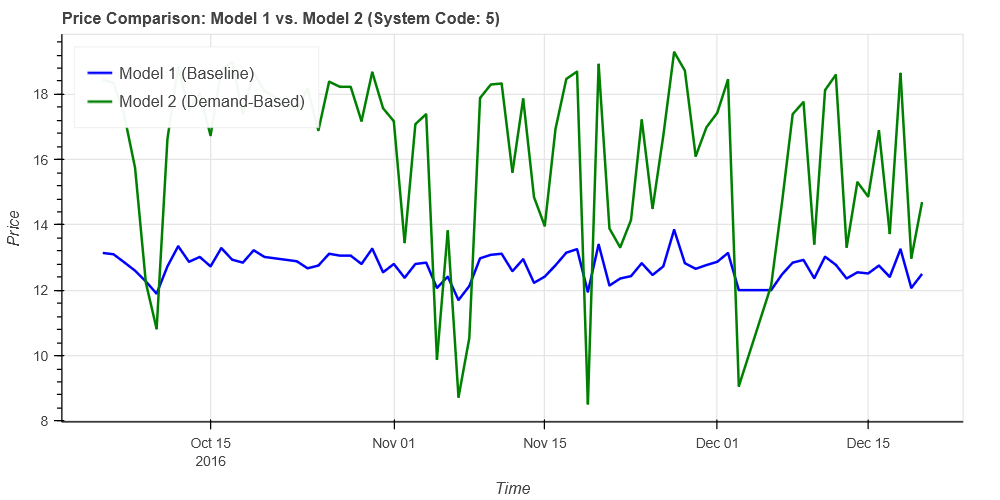 Price Comparison: Model 1 vs. Model 2 (System Code: 5)
Model 1 (Baseline)
Model 2 (Demand-Based)
18
16
14
12
10
8
Price
Oct 15
2016
Nov 01
Nov 15
Dec 01
Dec 15
Time